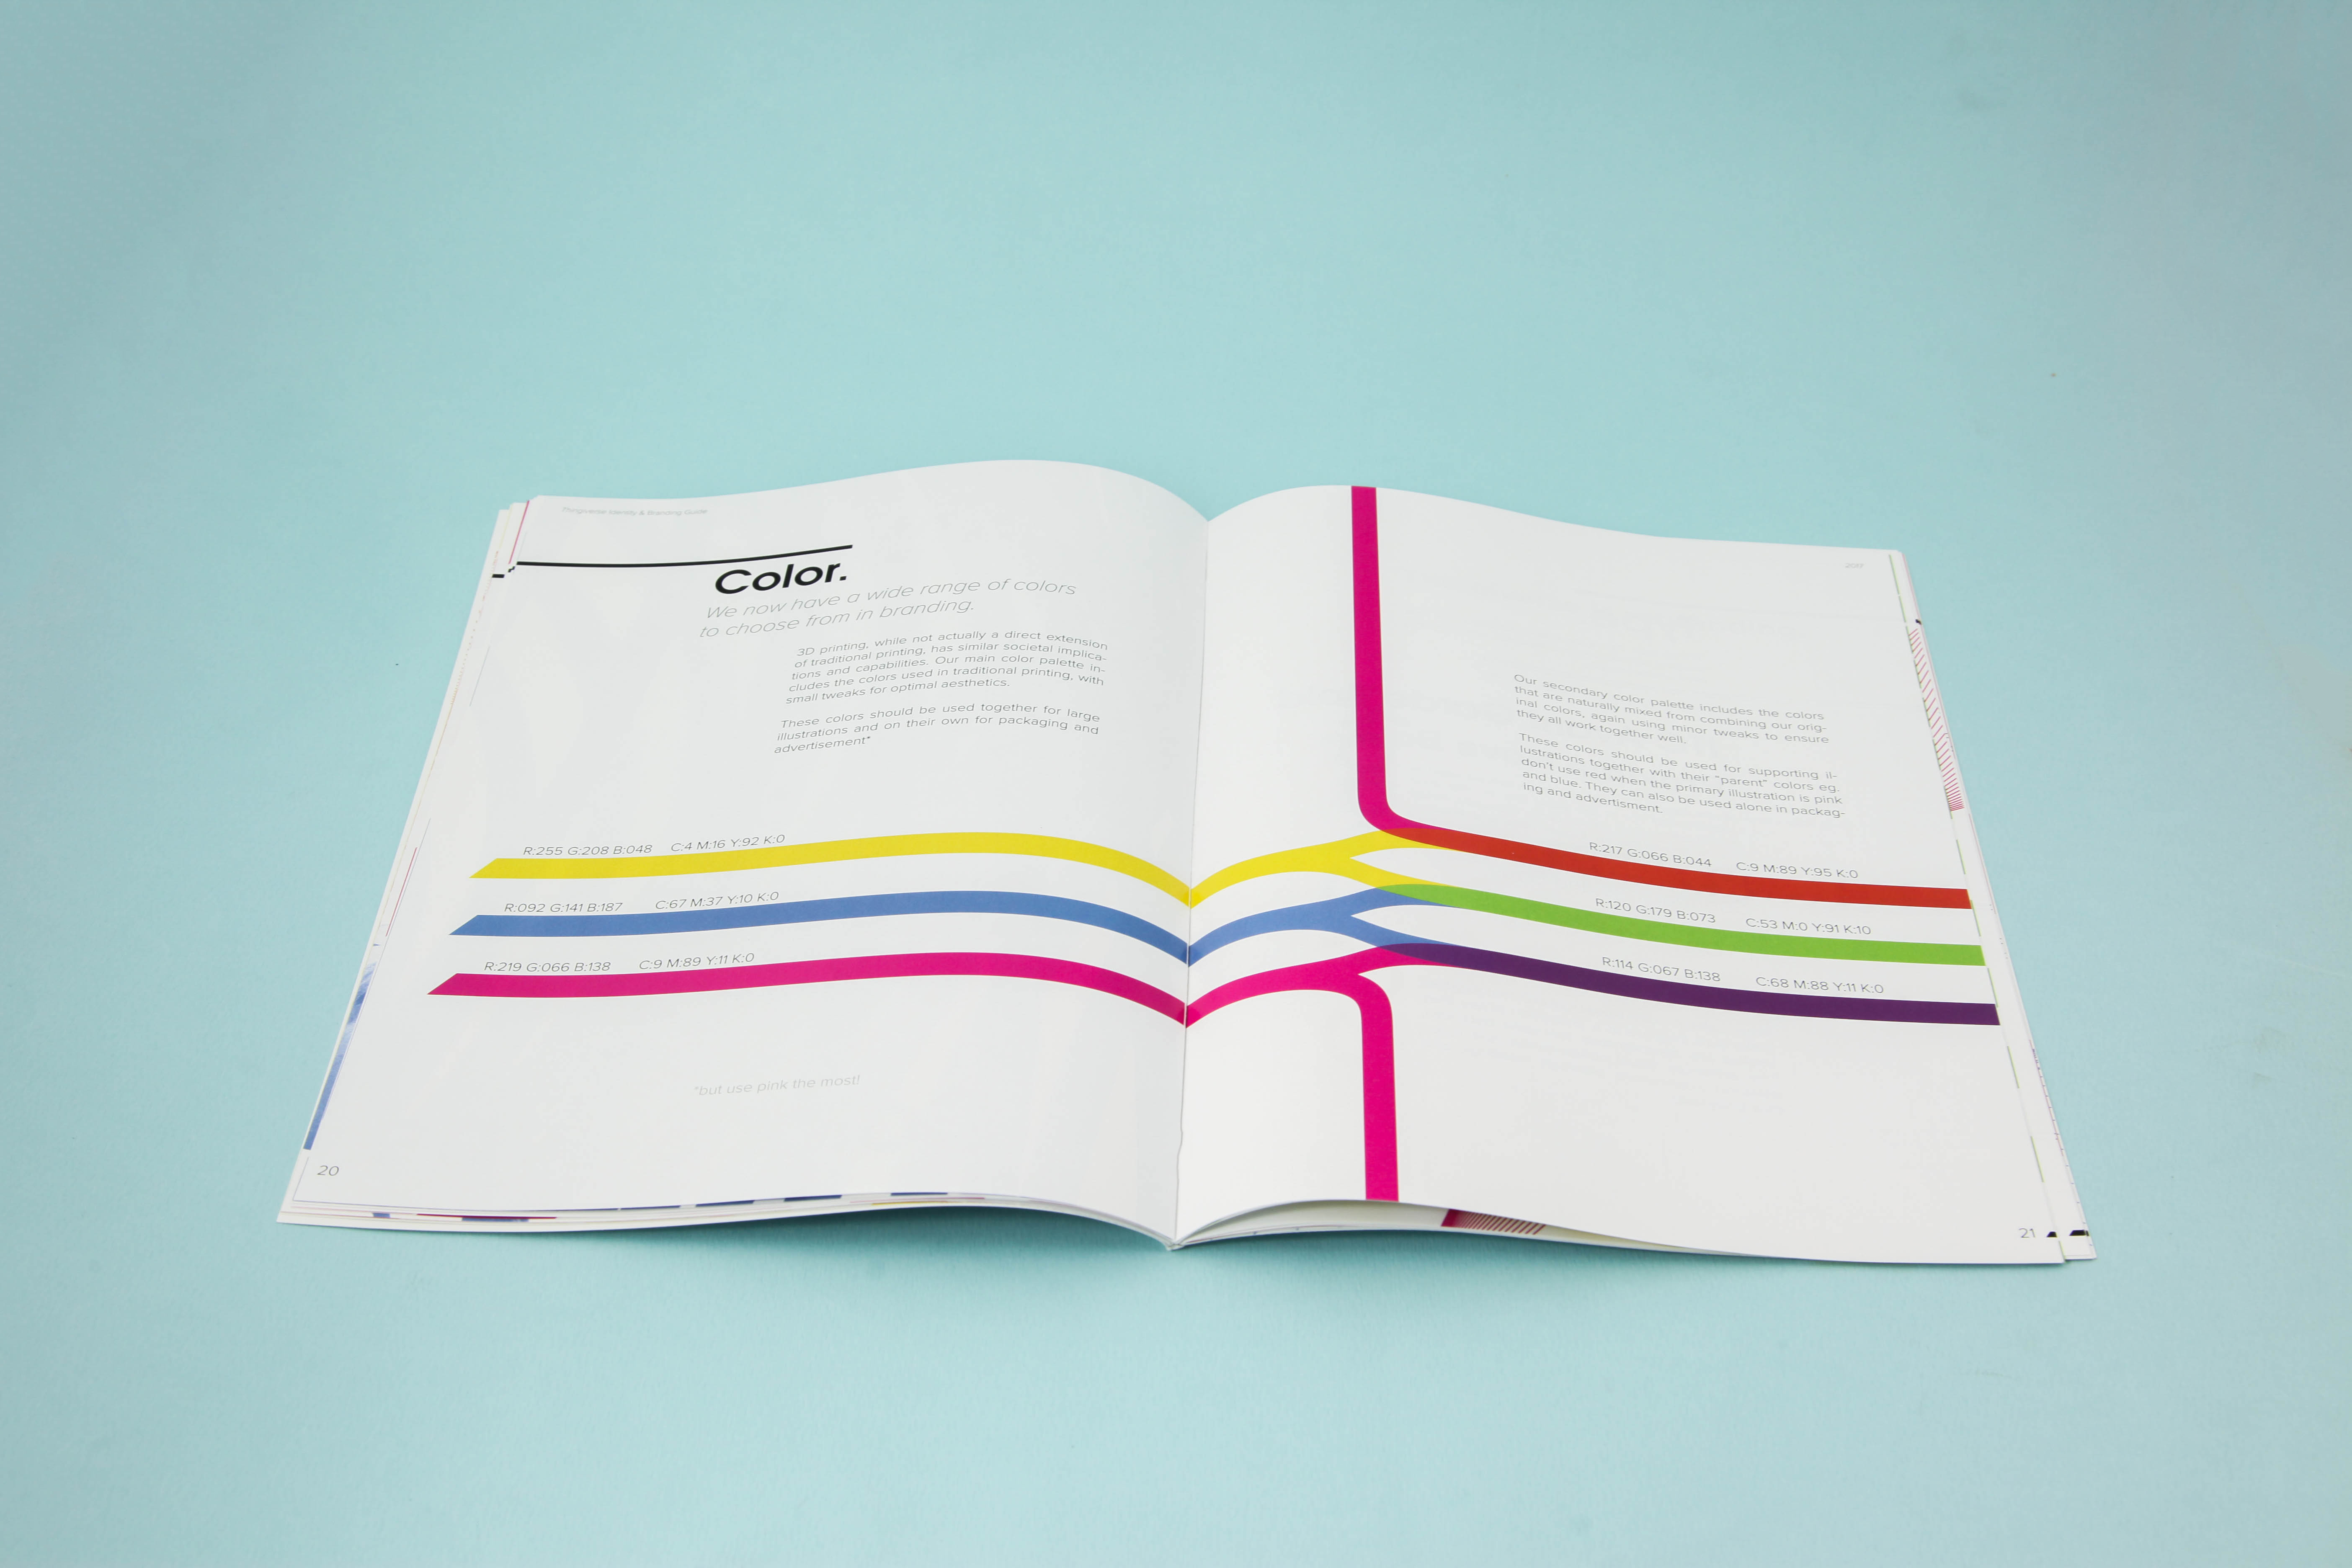 Thingiverse Identity & Branding Guide
Color.
We now have a wide range of colors
to choose from in branding.
3D printing, while not actually a direct extension
of traditional printing, has similar societal implica-
tions and capabilities. Our main color palette in-
cludes the colors used in traditional printing, with
small tweaks for optimal aesthetics.
These colors should be used together for large
illustrations and on their own for packaging and
advertisement*
R:255 G:208 B:048 C:4 M:16 Y:92 K:0
R:092 G:141 B:187 C:67 M:37 Y:10 K:0
R:219 G:066 B:138 C:9 M:89 Y:11 K:0
*but use pink the most!
20
Our secondary color palette includes the colors
that are naturally mixed from combining our orig-
inal colors, again using minor tweaks to ensure
they all work together well.
These colors should be used for supporting il-
lustrations together with their "parent" colors eg.
don't use red when the primary illustration is pink
and blue. They can also be used alone in packag-
ing and advertisment.
R:217 G:066 B:044 C:9 M:89 Y:95 K:0
R:120 G:179 B:073 C:53 M:0 Y:91 K:10
R:114 G:067 B:138 C:68 M:88 Y:11 K:0
21